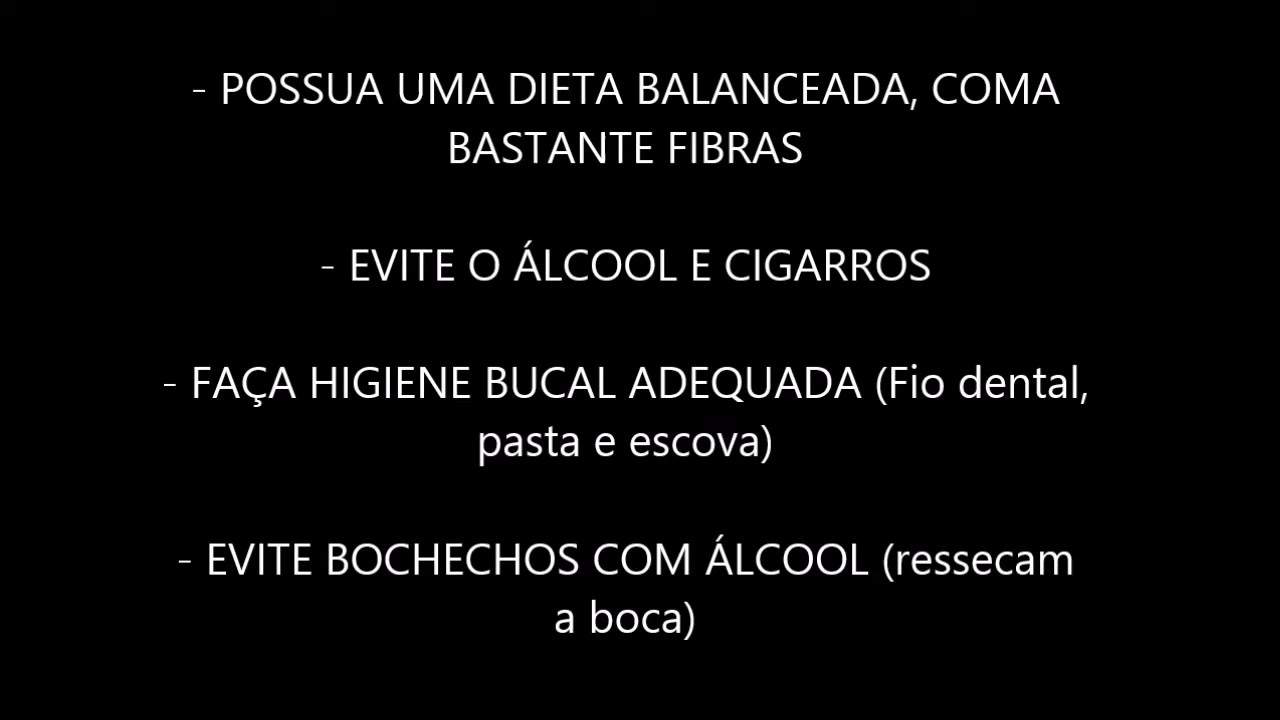 - POSSUA UMA DIETA BALANCEADA, COMA
BASTANTE FIBRAS
- EVITE O ÁLCOOL E CIGARROS
- FAÇA HIGIENE BUCAL ADEQUADA (Fio dental,
pasta e escova)
- EVITE BOCHECHOS COM ÁLCOOL (ressecam
a boca)